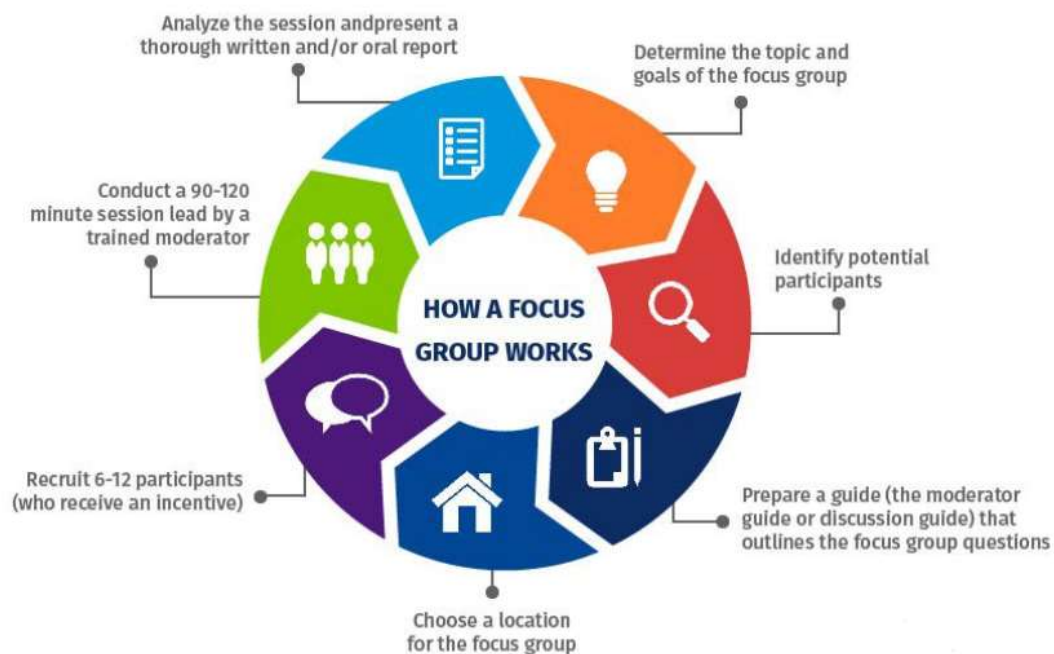 Analyze the session andpresent a
thorough written and/or oral report
Determine the topic and
goals of the focus group
Conduct a 90-120
minute session lead by a
trained moderator
Identify potential
participants
HOW A FOCUS
GROUP WORKS
Recruit 6-12 participants
(who receive an incentive)
Prepare a guide (the moderator
guide or discussion guide) that
outlines the focus group questions
Choose a location
for the focus group